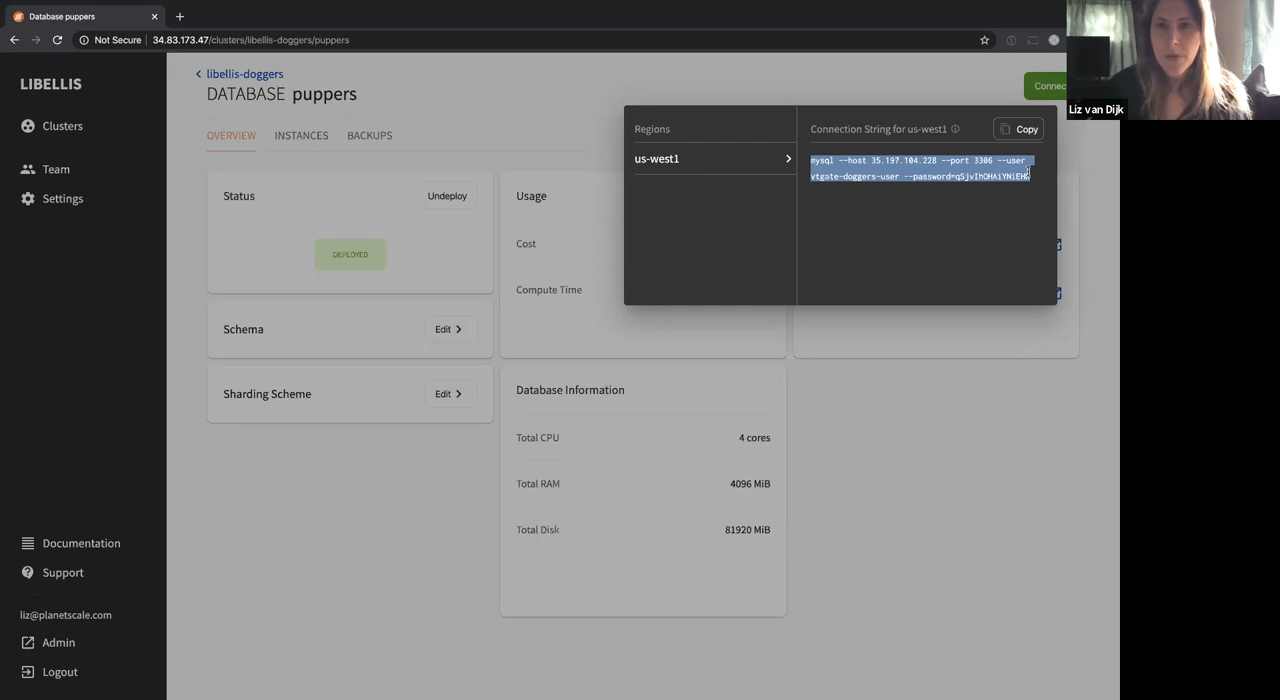 Database puppers
Not Secure 34.83.173.47/clusters/libellis-doggers/puppers
Liz van Dijk
LIBELLIS
Clusters
Team
Settings
Documentation
Support
liz@planetscale.com
Admin
Logout
libellis-doggers
DATABASE puppers
OVERVIEW INSTANCES BACKUPS
Connec
Regions
us-west1
Connection String for us-west1
Copy
mysql --host 35.197.104.228 --port 3306 --user
vtgate-doggers-user
Status
Undeploy
DEPLOYED
Schema
Edit
Sharding Scheme
Edit
Usage
Cost
Compute Time
Database Information
Total CPU 4 cores
Total RAM 4096 MiB
Total Disk 81920 MiB